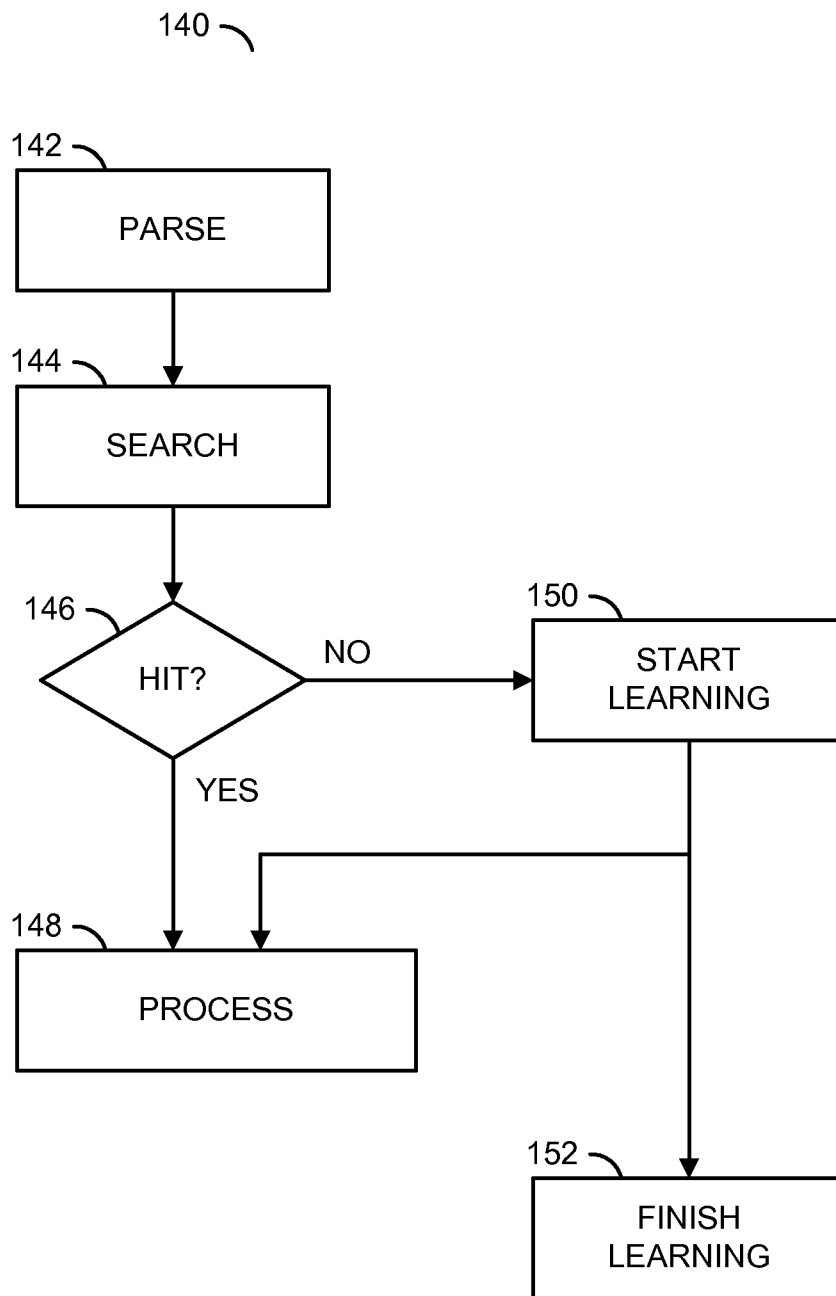 140
142
PARSE
144
SEARCH
146
HIT?
NO
150
START
LEARNING
YES
148
PROCESS
152
FINISH
LEARNING